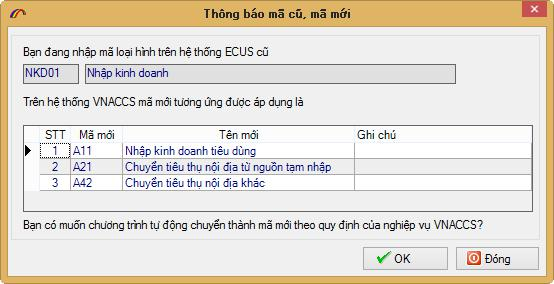 Thông báo mã cũ, mã mới
Bạn đang nhập mã loại hình trên hệ thống ECUS cũ
NKD01 Nhập kinh doanh
Trên hệ thống VNACCS mã mới tương ứng được áp dụng là
STT Mã mới Tên mới Ghi chú
1 A11 Nhập kinh doanh tiêu dùng
2 A21 Chuyển tiêu thụ nội địa từ nguồn tạm nhập
3 A42 Chuyển tiêu thụ nội địa khác
Bạn có muốn chương trình tự động chuyển thành mã mới theo quy định của nghiệp vụ VNACCS?
OK Đóng